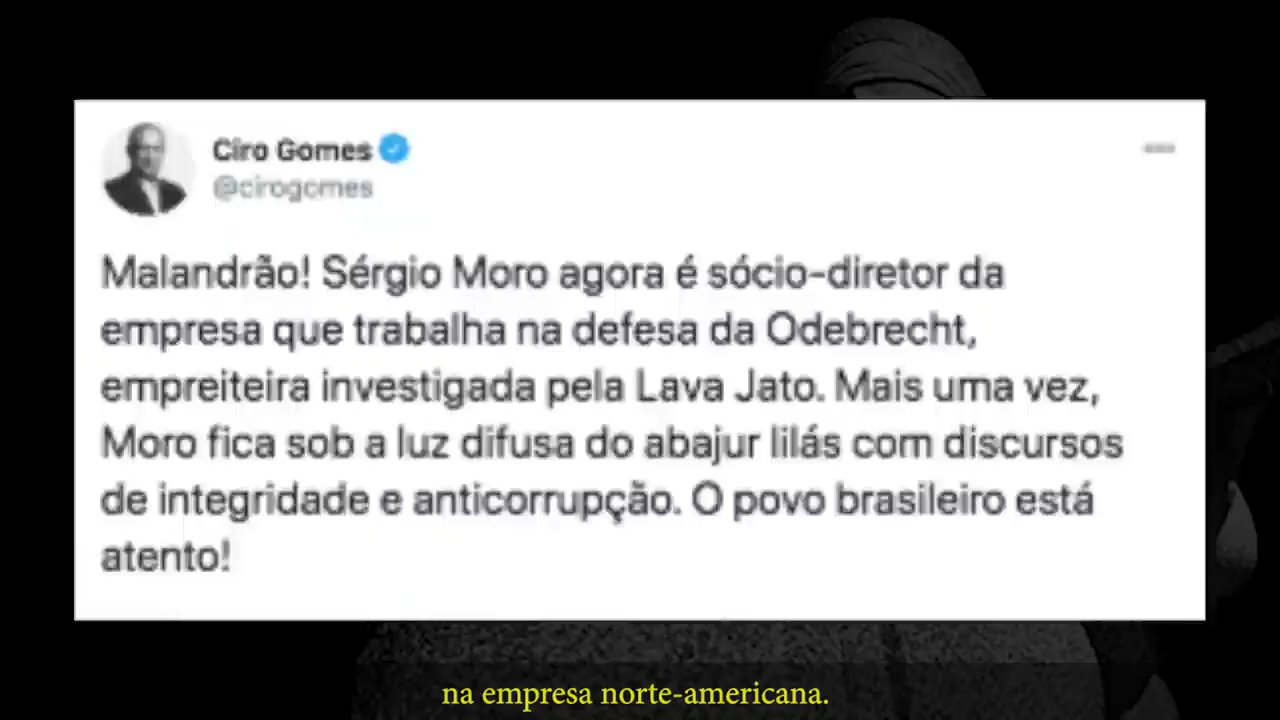 Ciro Gomes
@cirogomes
Malandrão! Sérgio Moro agora é sócio-diretor da
empresa que trabalha na defesa da Odebrecht,
empreiteira investigada pela Lava Jato. Mais uma vez,
Moro fica sob a luz difusa do abajur lilás com discursos
de integridade e anticorrupção. O povo brasileiro está
atento!
na empresa norte-americana.